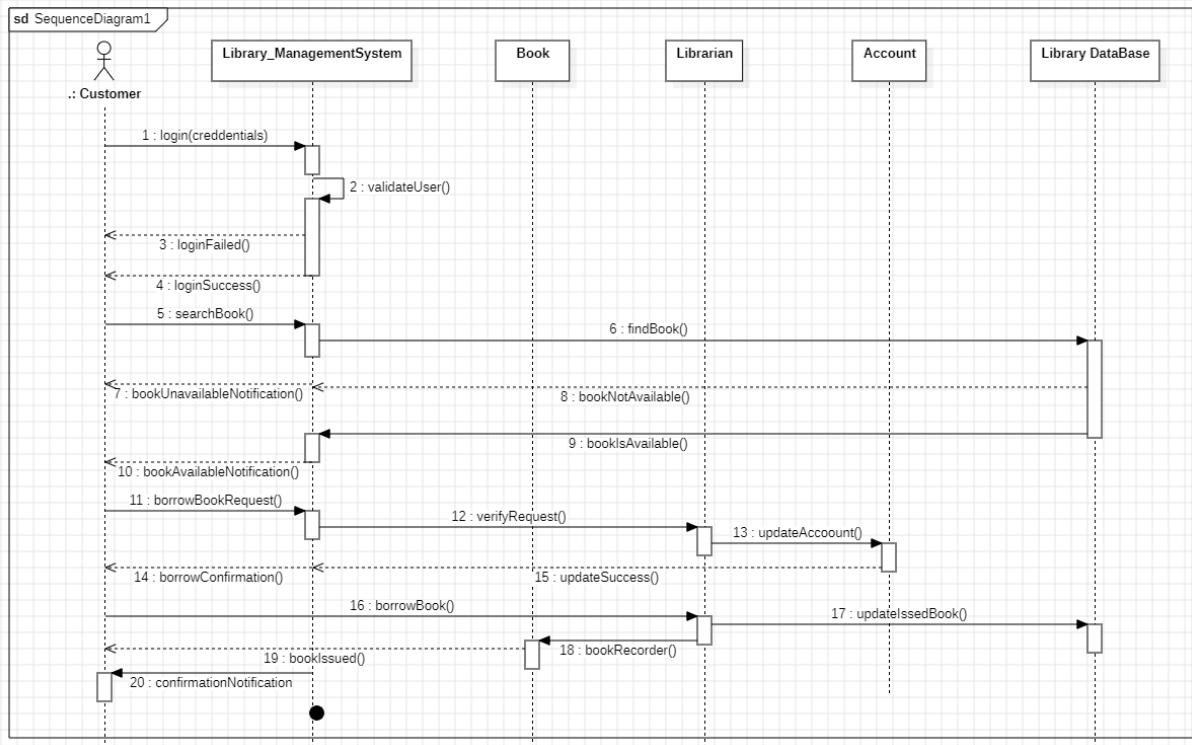 sd SequenceDiagram1
Library_ManagementSystem
Book
Librarian
Account
Library DataBase
.: Customer
1 : login(creddentials)
2 : validateUser()
3 : loginFailed()
4 : loginSuccess()
5 : searchBook()
6 : findBook()
7 : bookUnavailableNotification()
8 : bookNotAvailable()
9 : bookIsAvailable()
10 : bookAvailableNotification()
11 : borrowBookRequest()
12 : verifyRequest()
13 : updateAccoount()
14 : borrowConfirmation()
15 : updateSuccess()
16 : borrowBook()
17 : updateIssedBook()
18 : bookRecorder()
19 : bookIssued()
20 : confirmationNotification